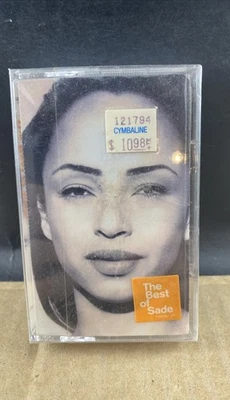 121794
CYMBALINE
$ 1098
The
Best
of
Sade